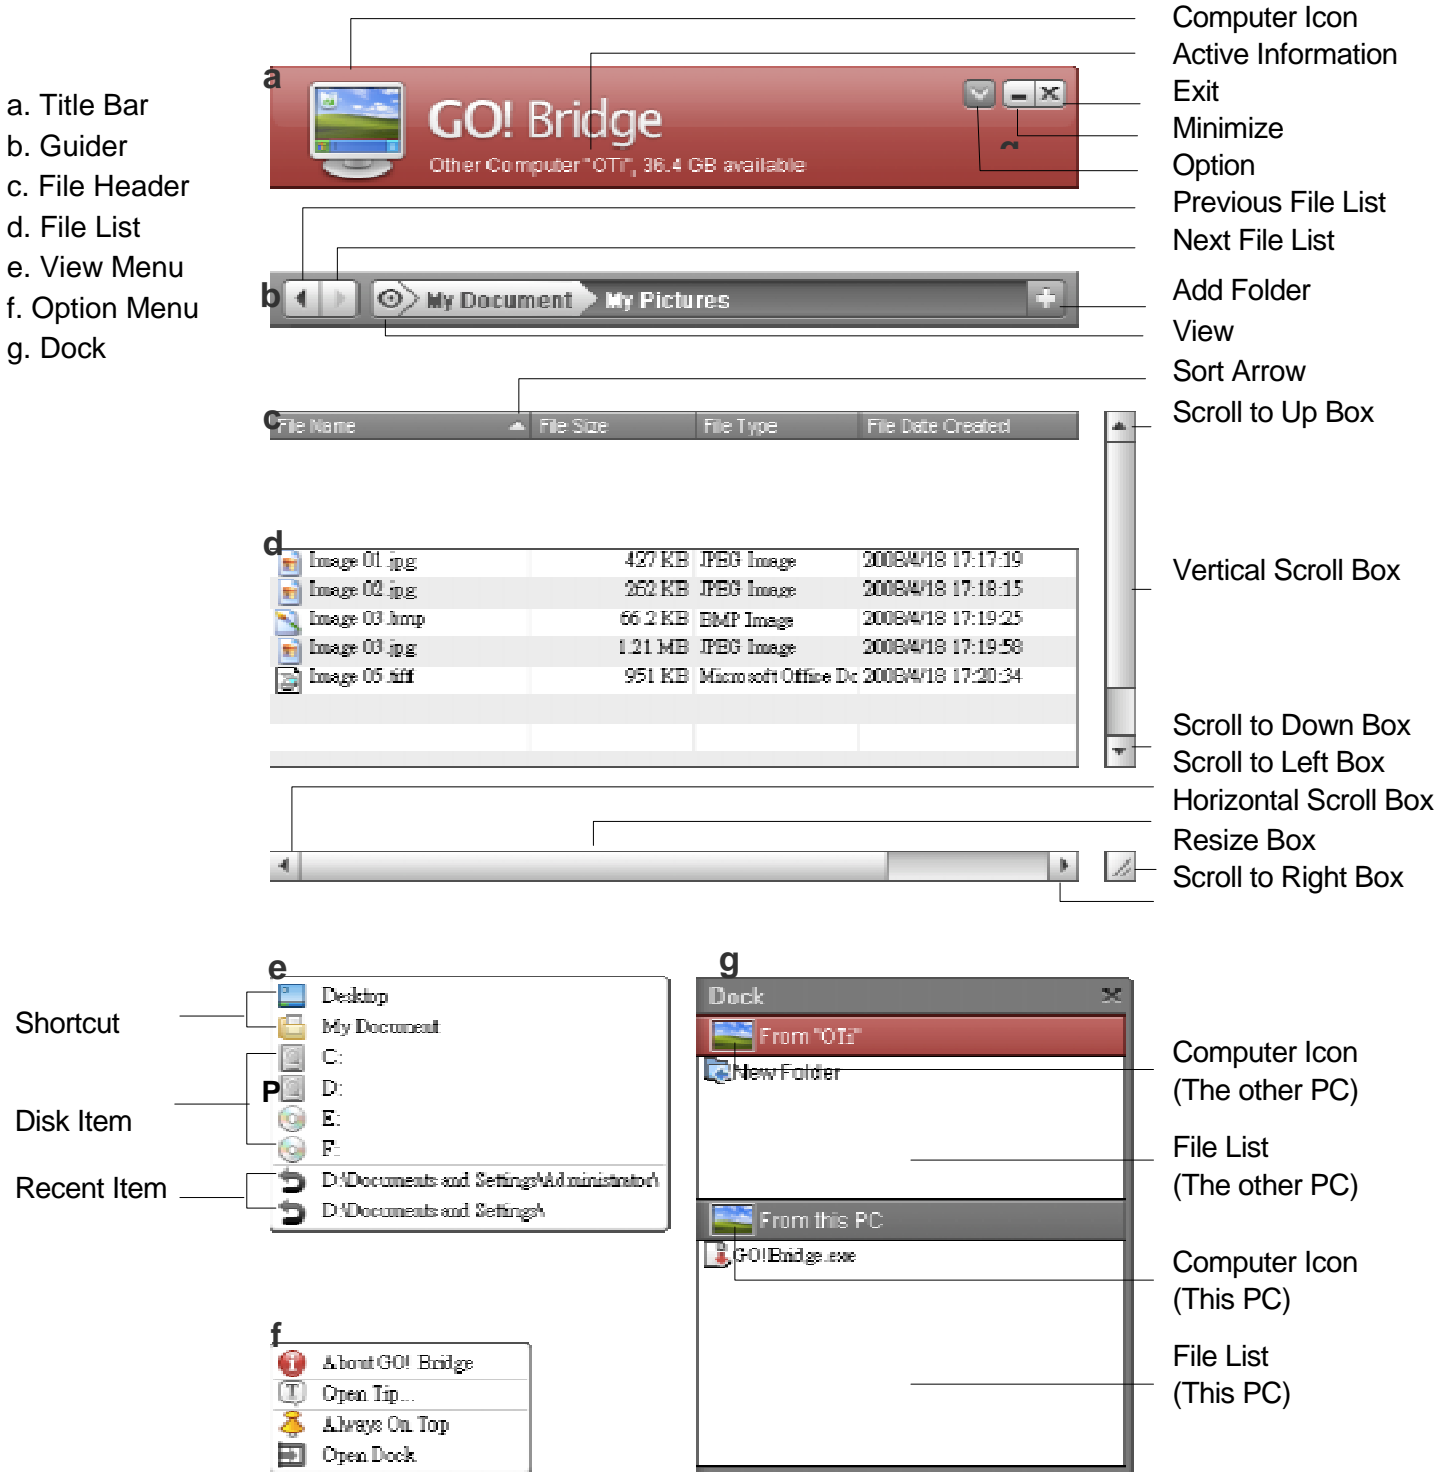 a. Title Bar
b. Guider
c. File Header
d. File List
e. View Menu
f. Option Menu
g. Dock
a
GO! Bridge
Other Computer "OTi", 36.4 GB available
Computer Icon
Active Information
Exit
Minimize
Option
Previous File List
Next File List
b
My Document
My Pictures
Add Folder
View
Sort Arrow
Scroll to Up Box
c
File Name
File Size
File Type
File Date Created
d
Image 01.jpg 427 KB JPEG Image 2008/4/18 17:17:19
Image 02.jpg 262 KB JPEG Image 2008/4/18 17:18:15
Image 03.bmp 66.2 KB BMP Image 2008/4/18 17:19:25
Image 03.jpg 1.21 MB JPEG Image 2008/4/18 17:19:58
Image 05.tiff 951 KB Microsoft Office Dc 2008/4/18 17:20:34
Vertical Scroll Box
Scroll to Down Box
Scroll to Left Box
Horizontal Scroll Box
Resize Box
Scroll to Right Box
e
Desktop
My Document
C:
D:
E:
F:
D:\Documents and Settings\Administrator\
D:\Documents and Settings\
Shortcut
P
Disk Item
Recent Item
f
About GO! Bridge
Open Tip...
Always On Top
Open Dock
g
Dock
From "OTi"
New Folder
From this PC
GO!Bridge.exe
Computer Icon
(The other PC)
File List
(The other PC)
Computer Icon
(This PC)
File List
(This PC)